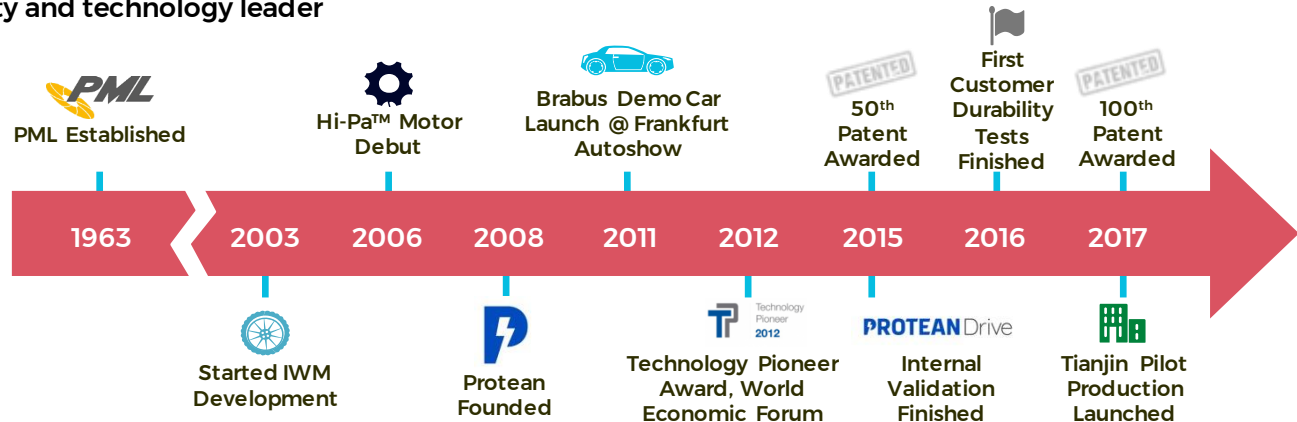 ty and technology leader
PML
PML Established
Hi-Pa™ Motor
Debut
Brabus Demo Car
Launch @ Frankfurt
Autoshow
PATENTED
50th
Patent
Awarded
First
Customer
Durability
Tests
Finished
PATENTED
100th
Patent
Awarded
1963
2003
2006
2008
2011
2012
2015
2016
2017
Started IWM
Development
Protean
Founded
Technology
Pioneer
2012
Technology Pioneer
Award, World
Economic Forum
PROTEAN Drive
Internal
Validation
Finished
Tianjin Pilot
Production
Launched